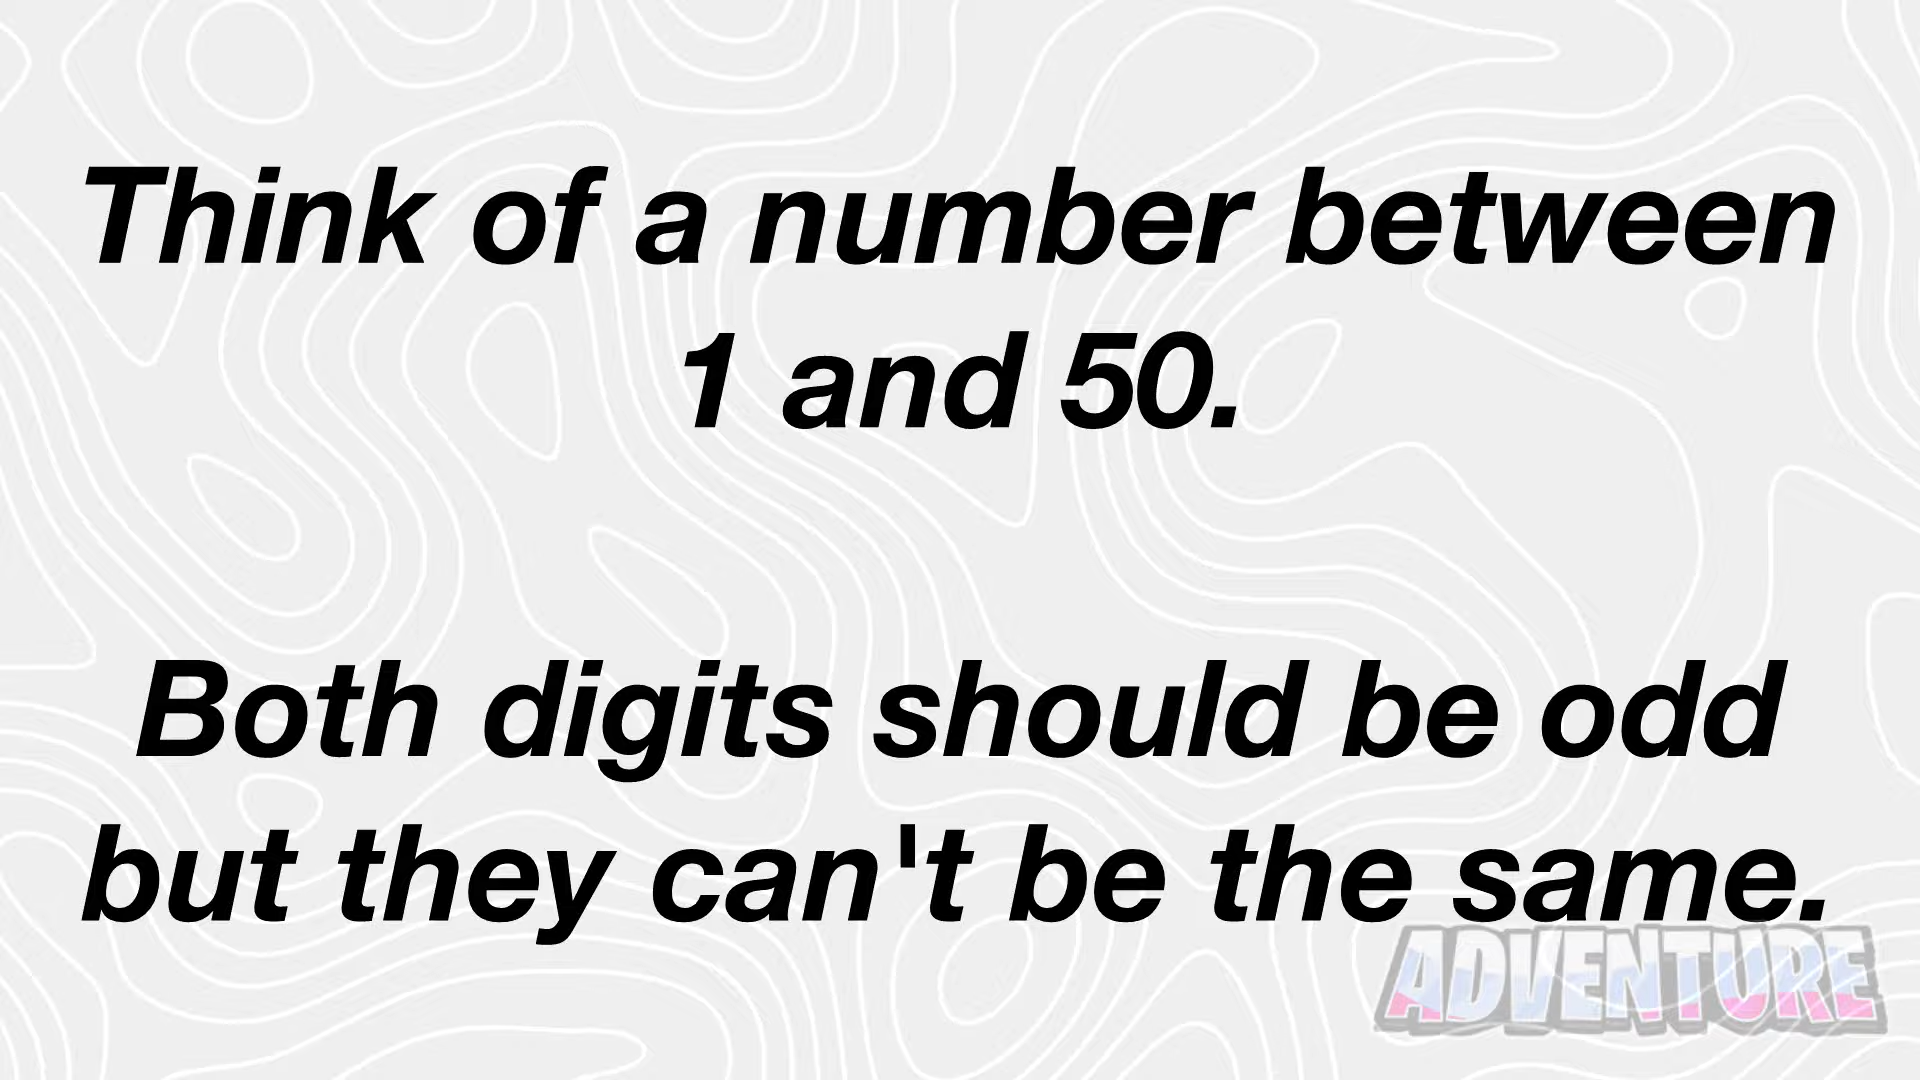 Think of a number between
1 and 50.
Both digits should be odd
but they can't be the same.
ADVENTURE